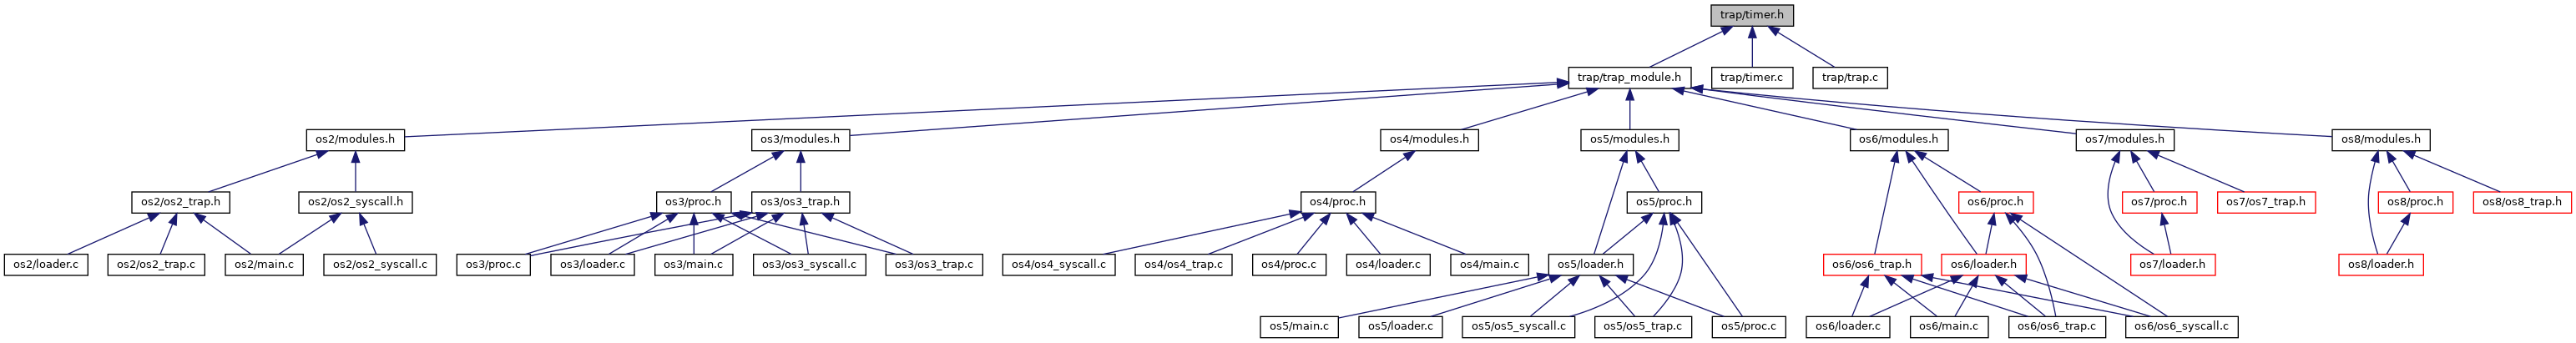 trap/timer.h
trap/trap_module.h
trap/timer.c
trap/trap.c
os2/modules.h
os3/modules.h
os4/modules.h
os5/modules.h
os6/modules.h
os7/modules.h
os8/modules.h
os2/os2_trap.h
os2/os2_syscall.h
os3/proc.h
os3/os3_trap.h
os4/proc.h
os5/proc.h
os6/proc.h
os7/proc.h
os7/os7_trap.h
os8/proc.h
os8/os8_trap.h
os2/loader.c
os2/os2_trap.c
os2/main.c
os2/os2_syscall.c
os3/proc.c
os3/loader.c
os3/main.c
os3/os3_syscall.c
os3/os3_trap.c
os4/os4_syscall.c
os4/os4_trap.c
os4/proc.c
os4/loader.c
os4/main.c
os5/loader.h
os6/os6_trap.h
os6/loader.h
os7/loader.h
os8/loader.h
os5/main.c
os5/loader.c
os5/os5_syscall.c
os5/os5_trap.c
os5/proc.c
os6/loader.c
os6/main.c
os6/os6_trap.c
os6/os6_syscall.c